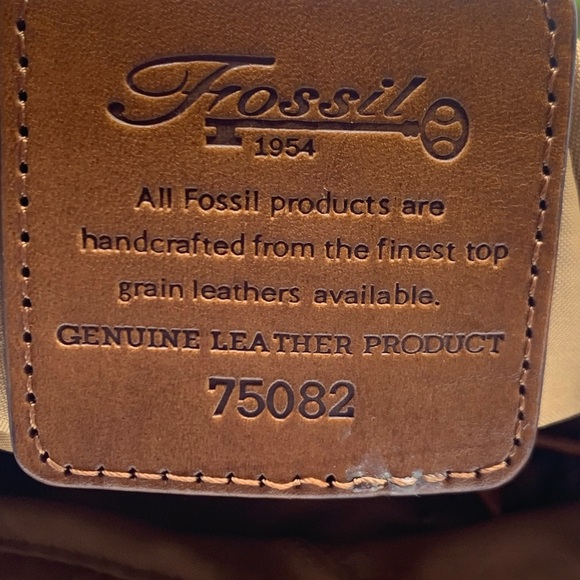 Fossil
1954
All Fossil products are
handcrafted from the finest top
grain leathers available.
GENUINE LEATHER PRODUCT
75082